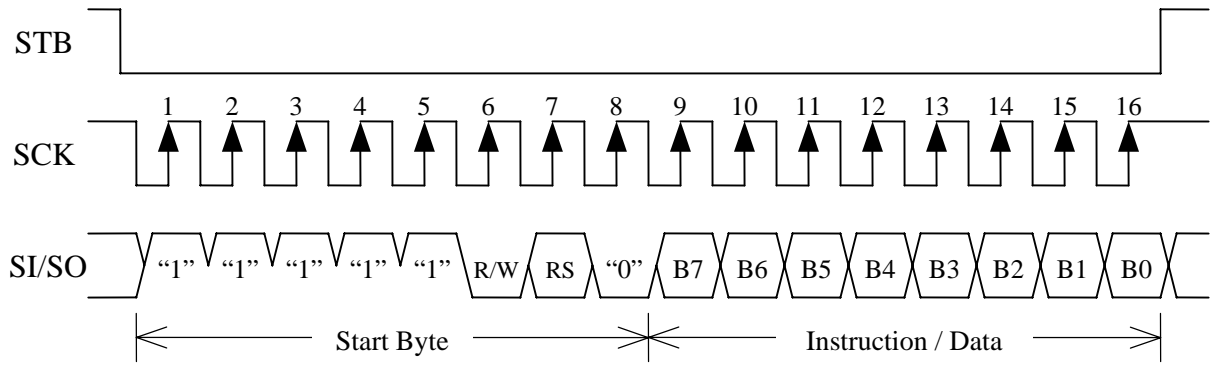 STB
1 2 3 4 5 6 7 8 9 10 11 12 13 14 15 16
SCK
SI/SO “1” “1” “1” “1” “1” R/W RS “0” B7 B6 B5 B4 B3 B2 B1 B0
Start Byte Instruction / Data